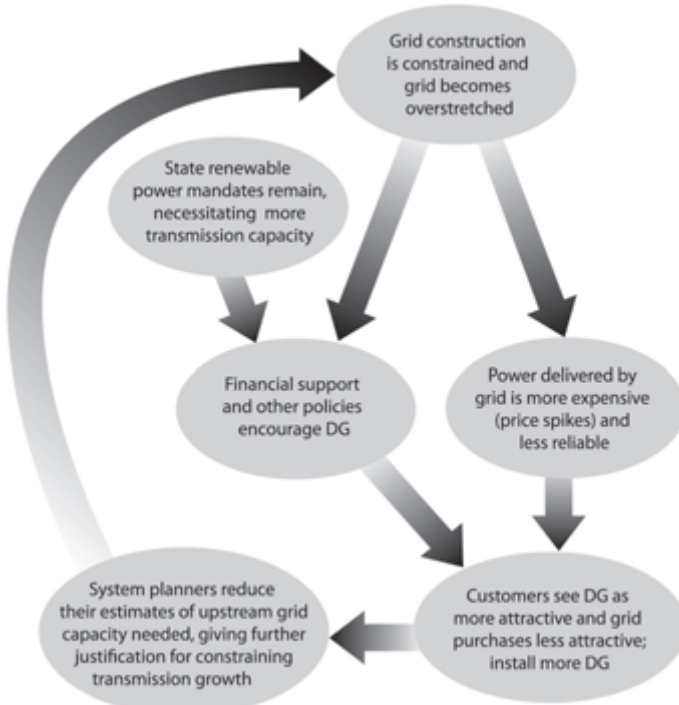 Grid construction
is constrained and
grid becomes
overstretched
State renewable
power mandates remain,
necessitating more
transmission capacity
Financial support
and other policies
encourage DG
Power delivered by
grid is more expensive
(price spikes) and
less reliable
System planners reduce
their estimates of upstream grid
capacity needed, giving further
justification for constraining
transmission growth
Customers see DG as
more attractive and grid
purchases less attractive;
install more DG